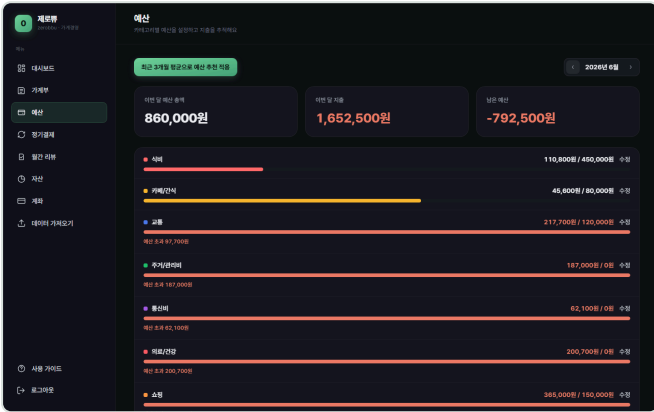 0
제로뷰
zeroview · 가계명장
메뉴
대시보드
가계부
예산
정기결제
월간 리뷰
자산
계좌
데이터 가져오기
사용 가이드
로그아웃
예산
카테고리별 예산을 설정하고 지출을 추적해요
최근 3개월 평균으로 예산 추천 적용
‹ 2026년 6월 ›
이번 달 예산 총액
860,000원
이번 달 지출
1,652,500원
남은 예산
-792,500원
식비 110,800원 / 450,000원 수정
카페/간식 45,600원 / 80,000원 수정
교통 217,700원 / 120,000원 수정
예산 초과 97,700원
주거/관리비 187,000원 / 0원 수정
예산 초과 187,000원
통신비 62,100원 / 0원 수정
예산 초과 62,100원
의료/건강 200,700원 / 0원 수정
예산 초과 200,700원
쇼핑 365,000원 / 150,000원 수정